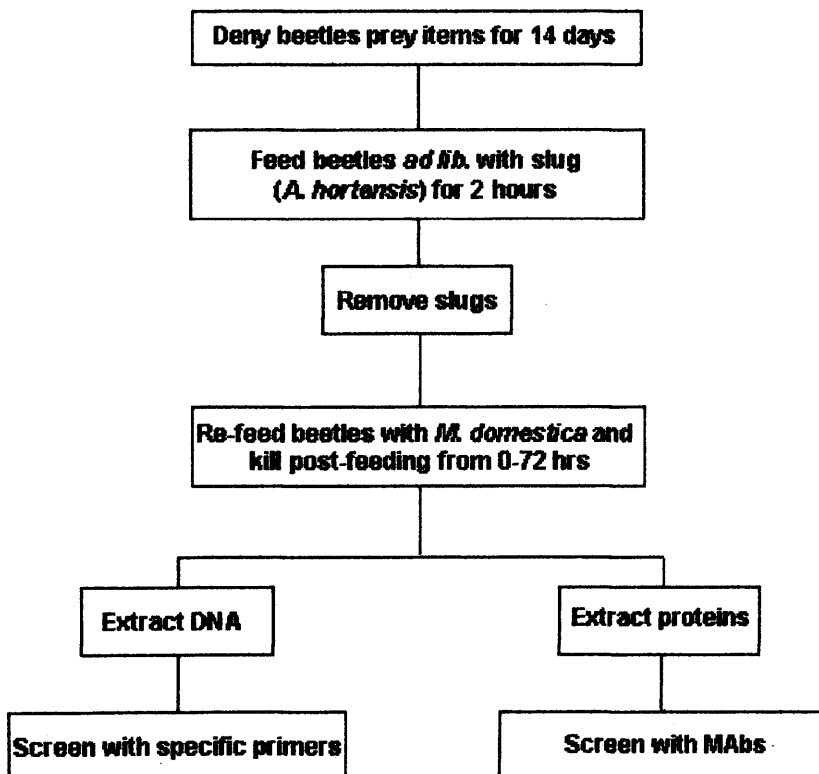 Deny beetles prey items for 14 days
Feed beetles ad lib. with slug
(A. hortensis) for 2 hours
Remove slugs
Re-feed beetles with M. domestica and
kill post-feeding from 0-72 hrs
Extract DNA
Extract proteins
Screen with specific primers
Screen with MAbs